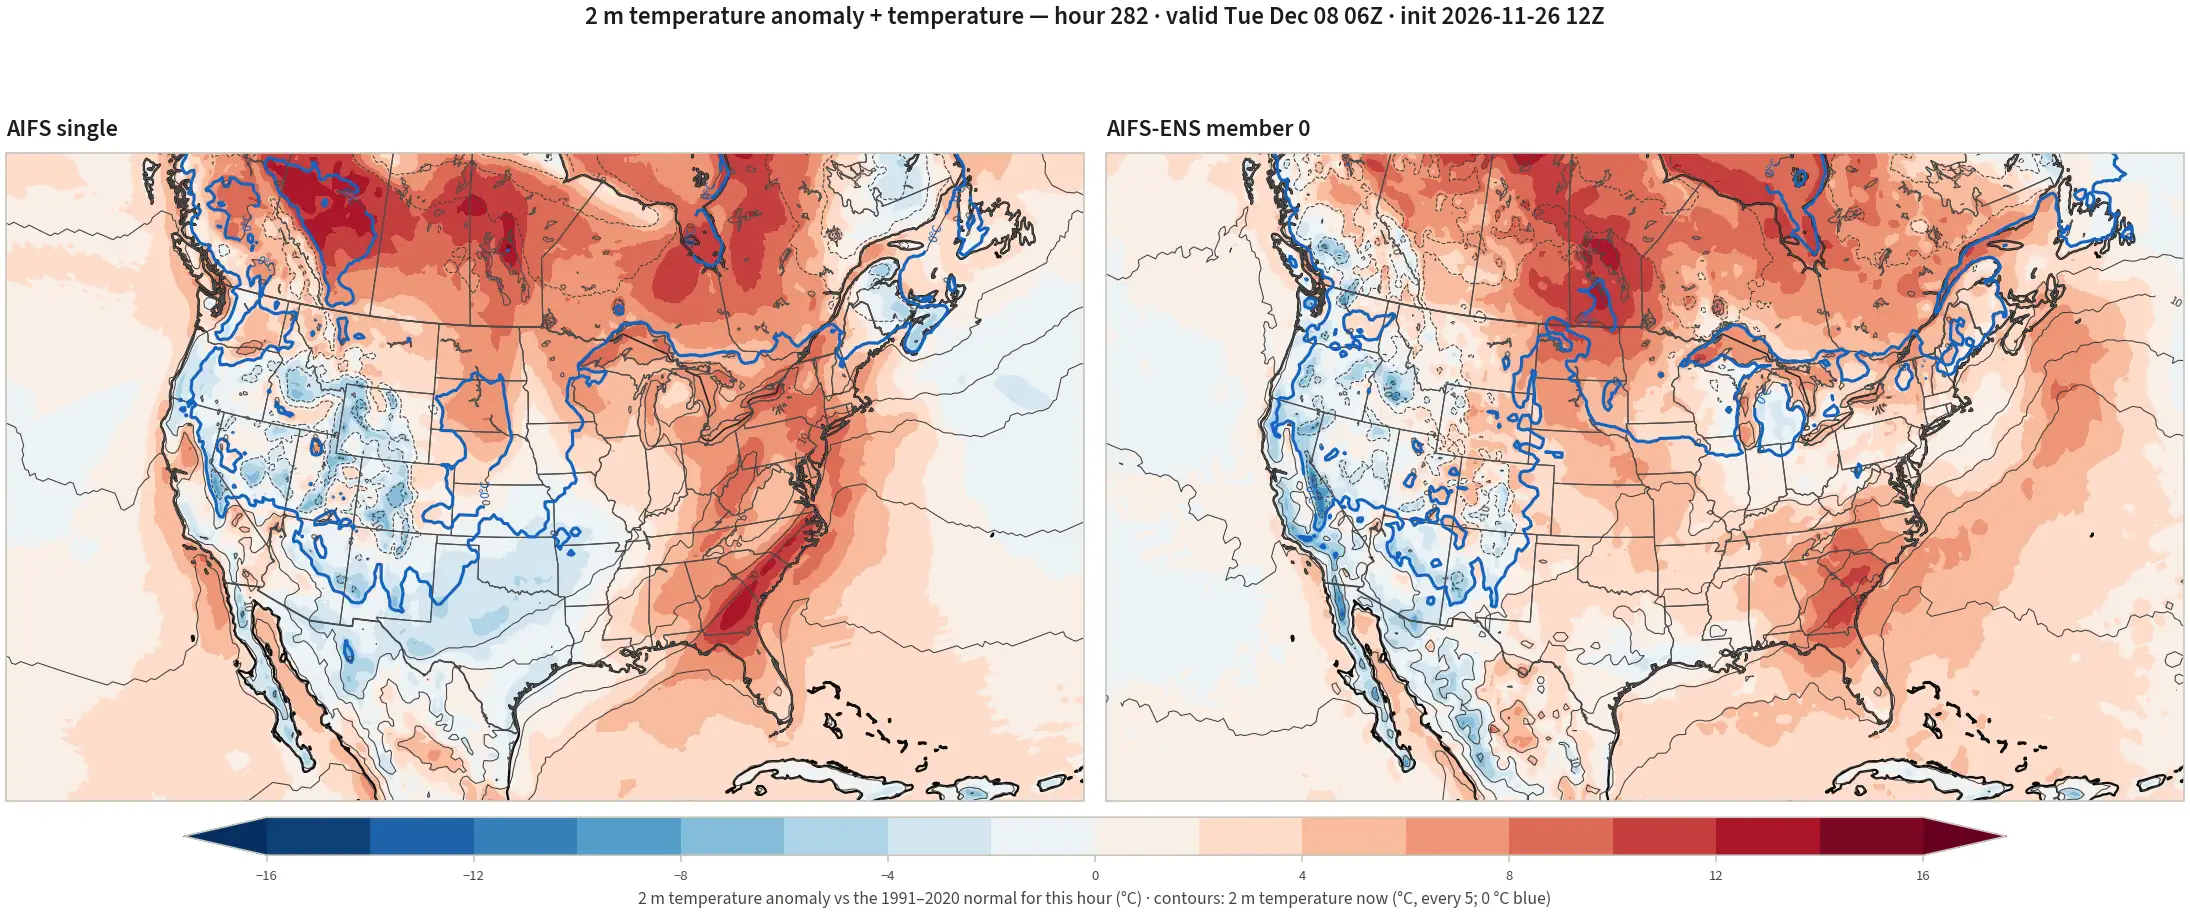 2 m temperature anomaly + temperature — hour 282 · valid Tue Dec 08 06Z · init 2026-11-26 12Z
AIFS single
AIFS-ENS member 0
−16 −12 −8 −4 0 4 8 12 16
2 m temperature anomaly vs the 1991–2020 normal for this hour (°C) · contours: 2 m temperature now (°C, every 5; 0 °C blue)